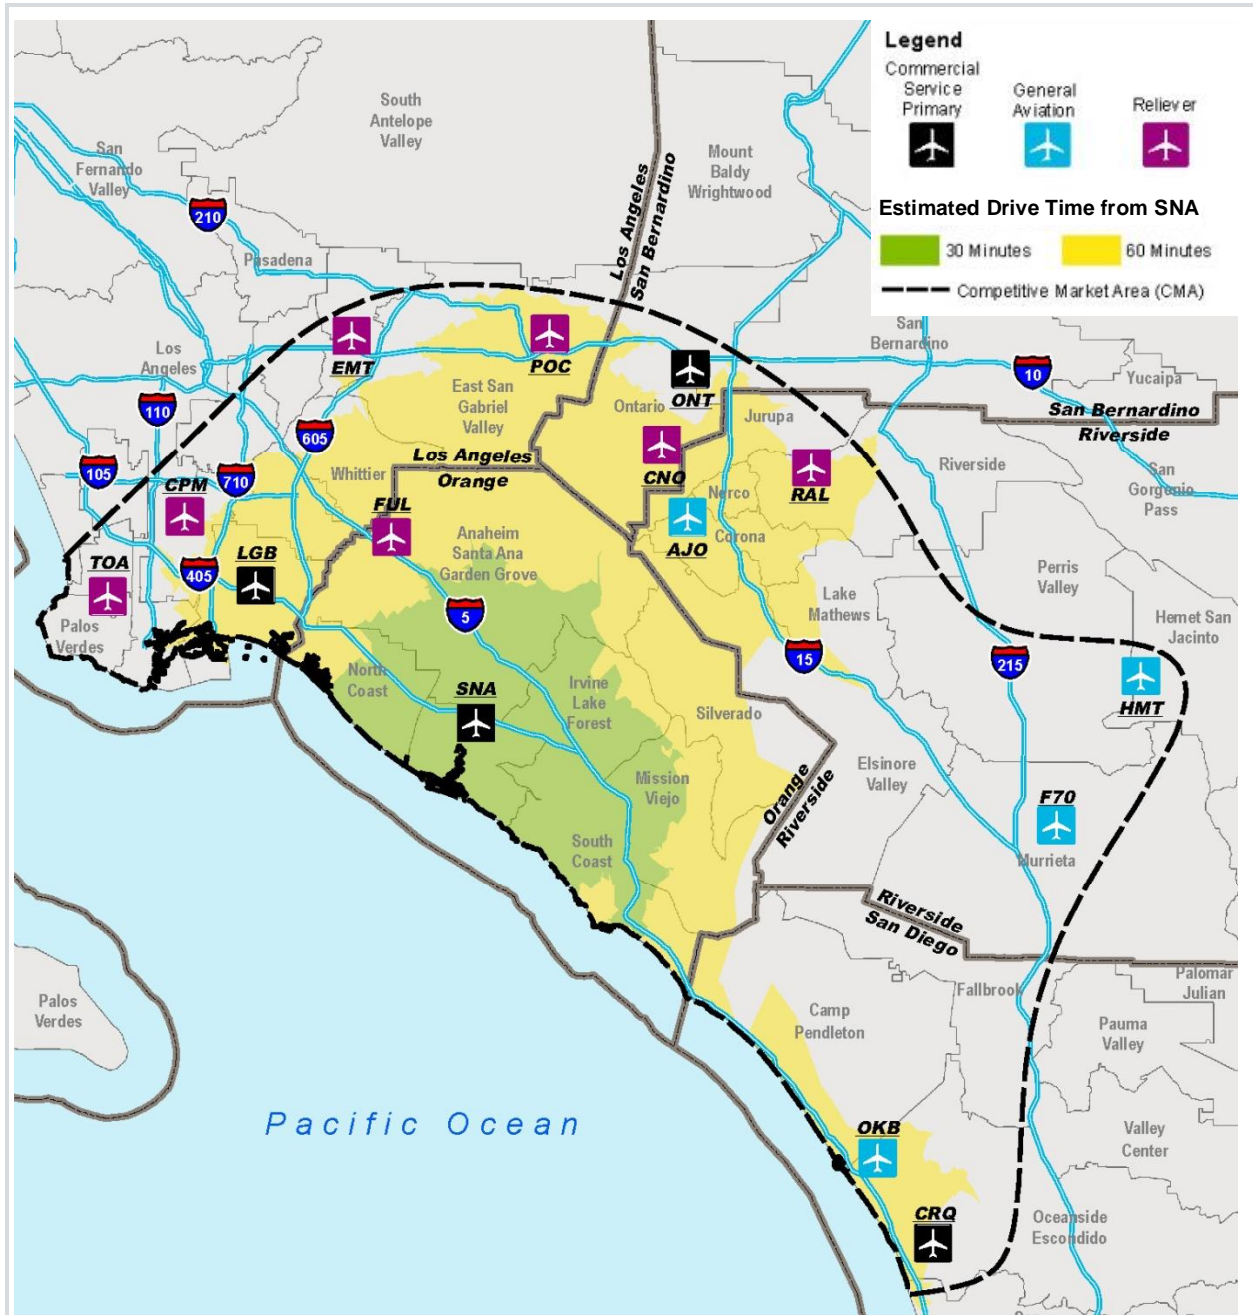 Legend
Commercial
Service
Primary
General
Aviation
Reliever
Estimated Drive Time from SNA
30 Minutes
60 Minutes
Competitive Market Area (CMA)
South
Antelope
Valley
San
Fernando
Valley
Mount
Baldy
Wrightwood
Los Angeles
San Bernardino
210
Pasadena
San
Bernardino
EMT
POC
Los
Angeles
ONT
10
Yucaipa
110
East San
Gabriel
Valley
Ontario
Jurupa
San Bernardino
Riverside
605
Los Angeles
Orange
CNO
Riverside
105
710
Whittier
RAL
San
Gorgonio
Pass
CPM
FUL
Nerco
Corona
AJO
Anaheim
Santa Ana
Garden Grove
LGB
TOA
405
5
Perris
Valley
Lake
Mathews
Hemet San
Jacinto
Palos
Verdes
15
215
North
Coast
SNA
Irvine
Lake
Forest
Silverado
HMT
Elsinore
Valley
Mission
Viejo
Orange
Riverside
F70
South
Coast
Murrieta
Riverside
San Diego
Palos
Verdes
Camp
Pendleton
Fallbrook
Palomar
Julian
Pauma
Valley
Pacific Ocean
OKB
Valley
Center
CRQ
Oceanside
Escondido